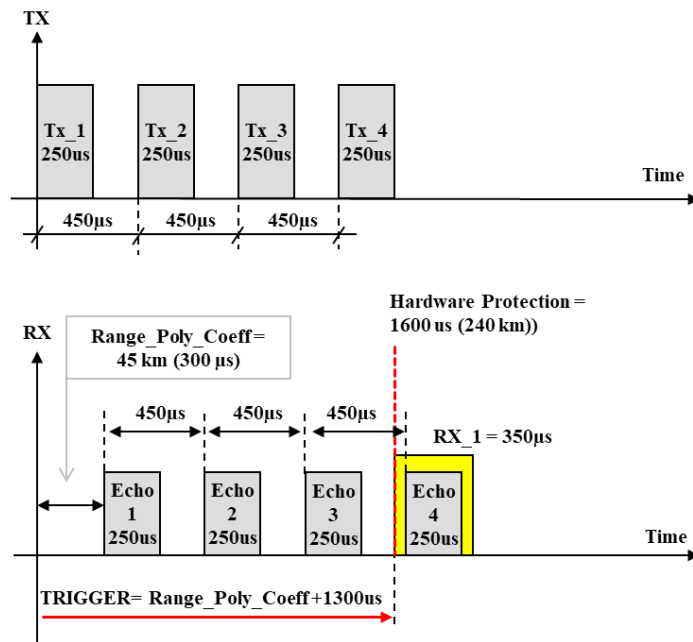 TX
Tx_1
250us
Tx_2
250us
Tx_3
250us
Tx_4
250us
Time
450μs
450μs
450μs
Hardware Protection =
1600 us (240 km))
RX
Range_Poly_Coeff =
45 km (300 μs)
450μs
450μs
450μs
RX_1 = 350μs
Echo
1
250us
Echo
2
250us
Echo
3
250us
Echo
4
250us
Time
TRIGGER= Range_Poly_Coeff +1300us